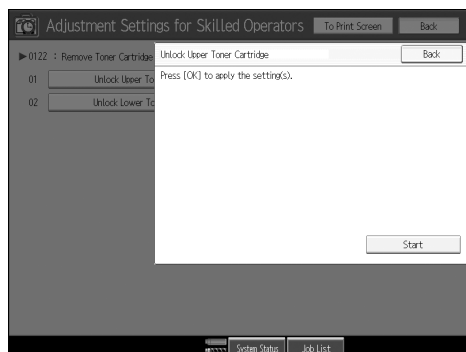 Adjustment Settings for Skilled Operators
To Print Screen
Back
►0122 : Remove Toner Cartridge
01 Unlock Upper To
02 Unlock Lower To
Unlock Upper Toner Cartridge
Back
Press [OK] to apply the setting(s).
Start
System Status
Job List